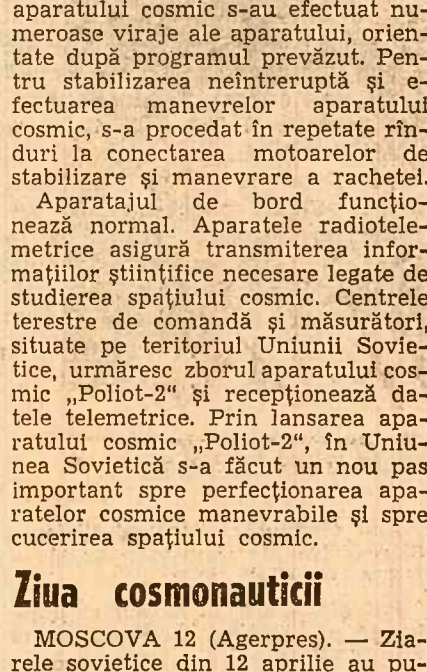 aparatului cosmic s-au efectuat nu-
meroase viraje ale aparatului, orien-
tate după programul prevăzut. Pen-
tru stabilizarea neîntreruptă și e-
fectuarea manevrelor aparatului
cosmic, s-a procedat în repetate rîn-
duri la conectarea motoarelor de
stabilizare și manevrare a rachetei.
Aparatajul de bord funcțio-
nează normal. Aparatele radiotele-
metrice asigură transmiterea infor-
mațiilor științifice necesare legate de
studierea spațiului cosmic. Centrele
terestre de comandă și măsurători,
situate pe teritoriul Uniunii Sovie-
tice, urmăresc zborul aparatului cos-
mic „Poliot-2“ și recepționează da-
tele telemetrice. Prin lansarea apa-
ratului cosmic „Poliot-2“, în Uniu-
nea Sovietică s-a făcut un nou pas
important spre perfecționarea apa-
ratelor cosmice manevrabile și spre
cucerirea spațiului cosmic.
Ziua cosmonauticii
MOSCOVA 12 (Agerpres). — Zia-
rele sovietice din 12 aprilie au pu-